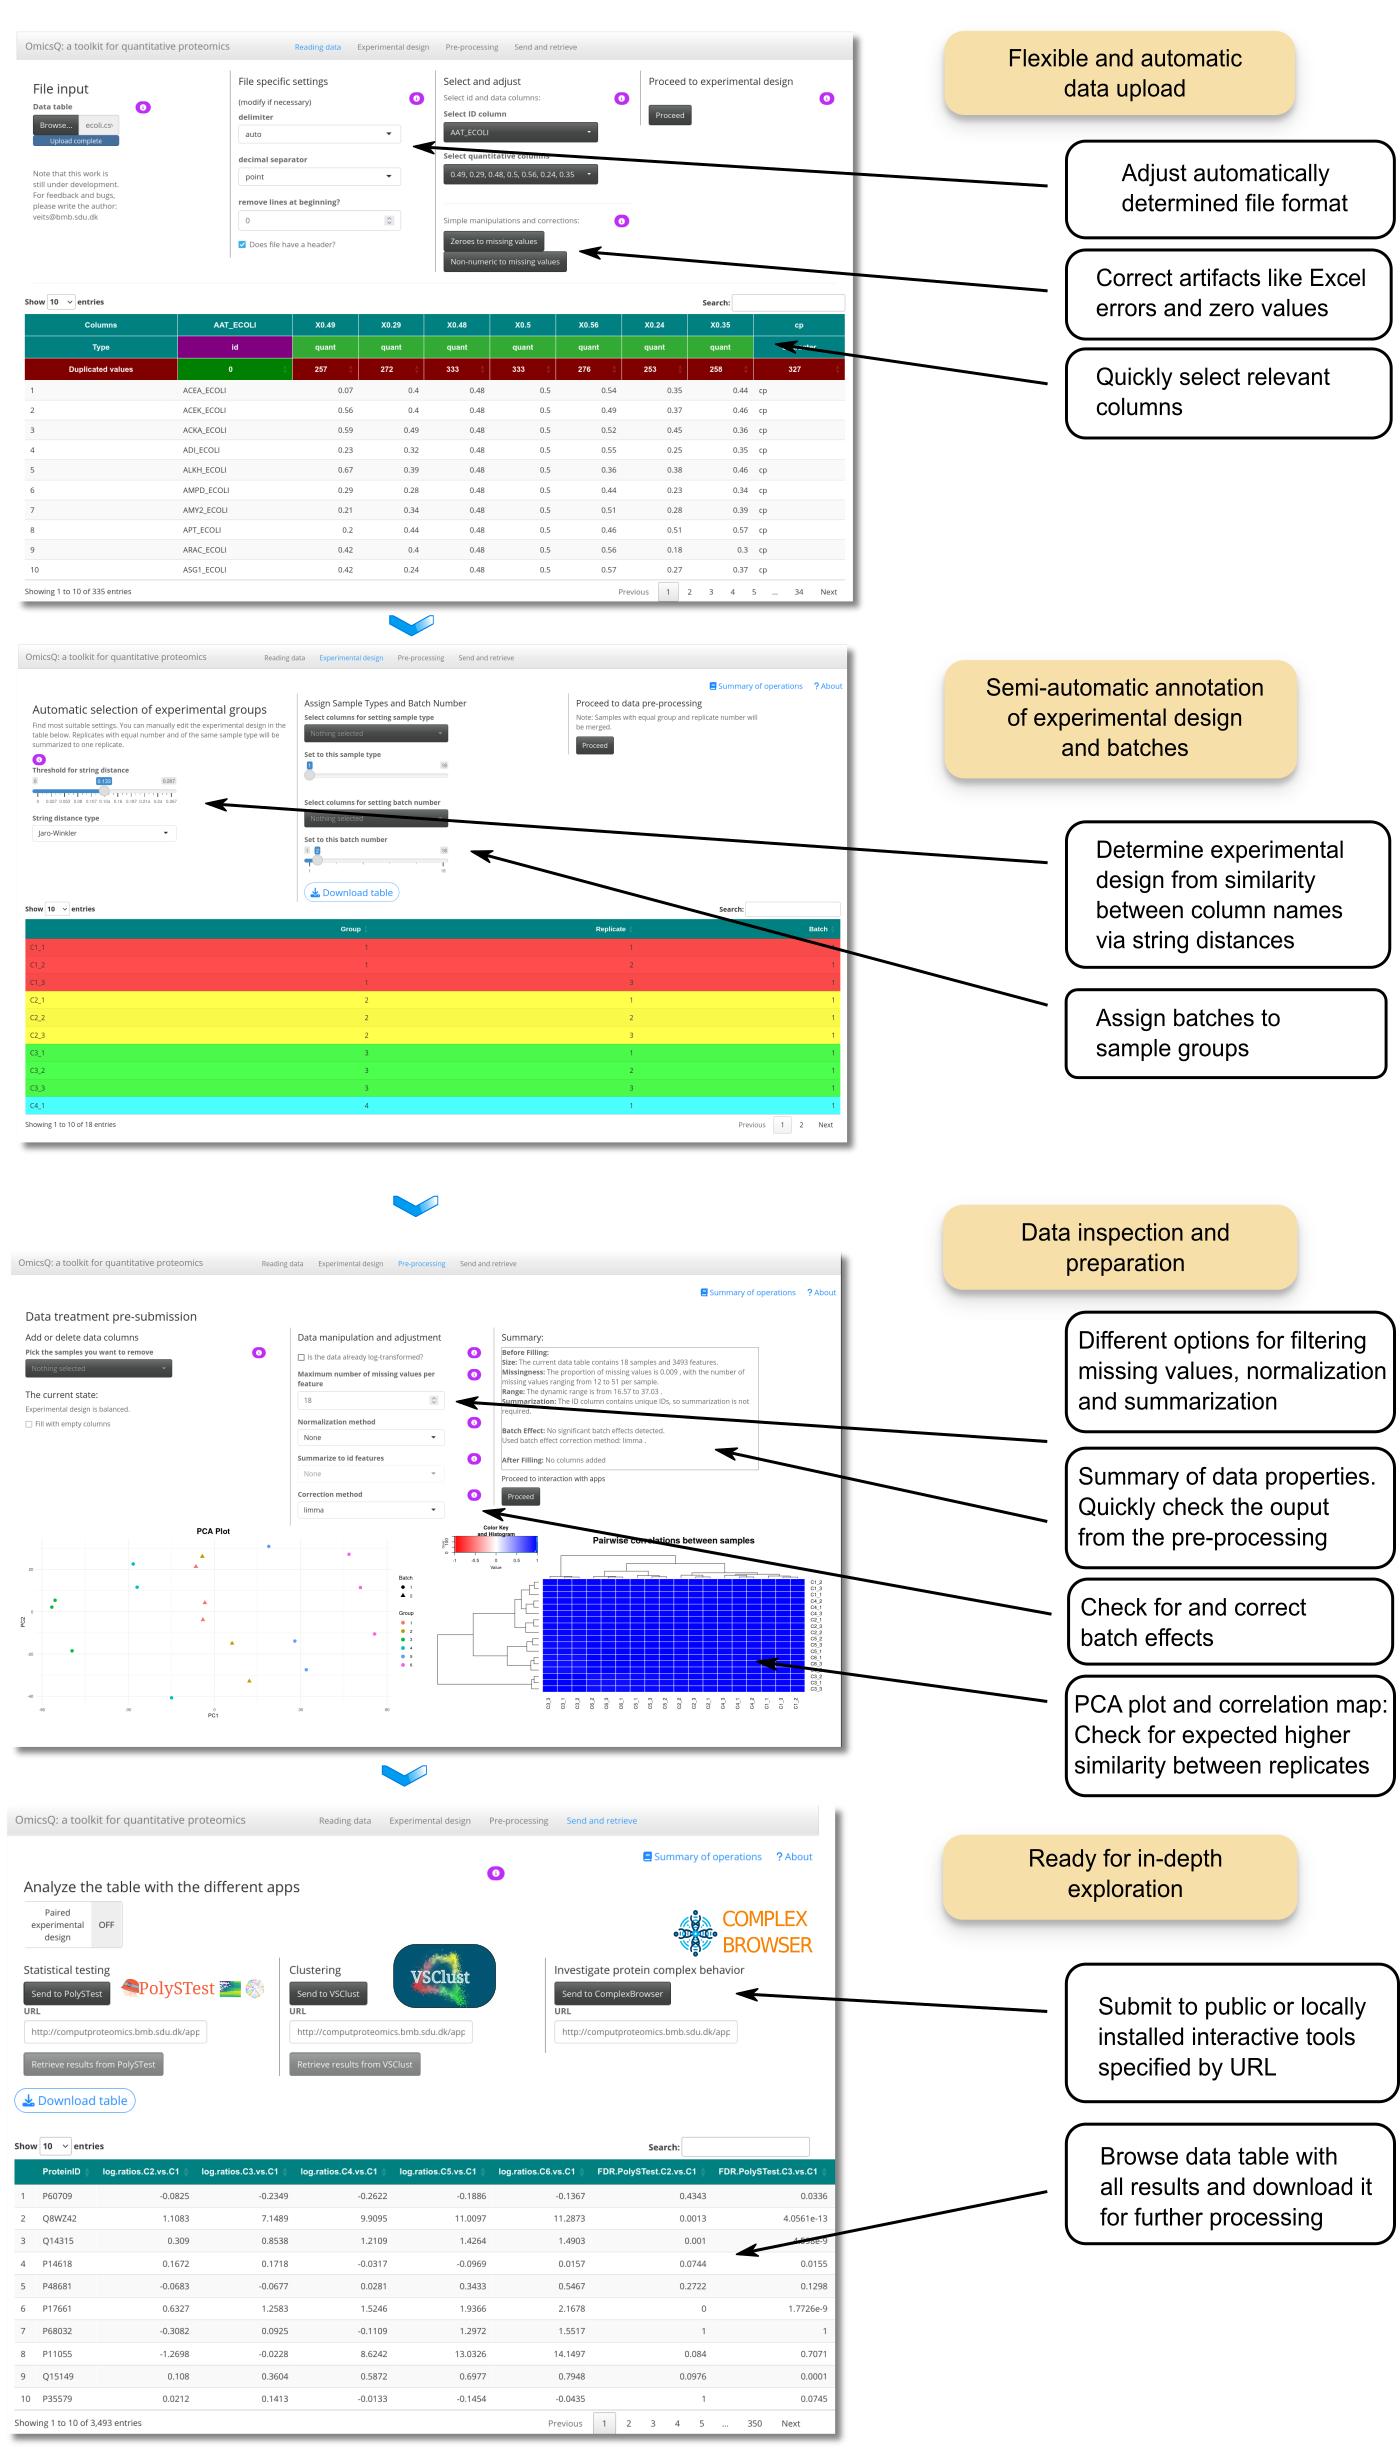 OmicsQ: a toolkit for quantitative proteomics
Reading data
Experimental design
Pre-processing
Send and retrieve
File input
Data table
Browse...
ecoli.csv
Upload complete
Note that this work is
still under development.
For feedback and bugs,
please write the author:
veits@bmb.sdu.dk
File specific settings
(modify if necessary)
delimiter
auto
decimal separator
point
remove lines at beginning?
0
Does file have a header?
Select and adjust
Select id and data columns:
Select ID column
AAT_ECOLI
Select quantitative columns
0.49, 0.29, 0.48, 0.5, 0.56, 0.24, 0.35
Simple manipulations and corrections:
Zeroes to missing values
Non-numeric to missing values
Proceed to experimental design
Proceed
Show 10 entries
Search:
Columns AAT_ECOLI X0.49 X0.29 X0.48 X0.5 X0.56 X0.24 X0.35 cp
Type id quant quant quant quant quant quant quant
Duplicated values 0 257 272 333 333 276 253 258 327
1 ACEA_ECOLI 0.07 0.4 0.48 0.5 0.54 0.35 0.44 cp
2 ACEK_ECOLI 0.56 0.4 0.48 0.5 0.49 0.37 0.46 cp
3 ACKA_ECOLI 0.59 0.49 0.48 0.5 0.52 0.45 0.36 cp
4 ADI_ECOLI 0.23 0.32 0.48 0.5 0.55 0.25 0.35 cp
5 ALKH_ECOLI 0.67 0.39 0.48 0.5 0.36 0.38 0.46 cp
6 AMPD_ECOLI 0.29 0.28 0.48 0.5 0.44 0.23 0.34 cp
7 AMY2_ECOLI 0.21 0.34 0.48 0.5 0.51 0.28 0.39 cp
8 APT_ECOLI 0.2 0.44 0.48 0.5 0.46 0.51 0.57 cp
9 ARAC_ECOLI 0.42 0.4 0.48 0.5 0.56 0.18 0.3 cp
10 ASG1_ECOLI 0.42 0.24 0.48 0.5 0.57 0.27 0.37 cp
Showing 1 to 10 of 335 entries
Previous 1 2 3 4 5 ... 34 Next
Flexible and automatic
data upload
Adjust automatically
determined file format
Correct artifacts like Excel
errors and zero values
Quickly select relevant
columns
OmicsQ: a toolkit for quantitative proteomics
Reading data
Experimental design
Pre-processing
Send and retrieve
Summary of operations
? About
Automatic selection of experimental groups
Find most suitable settings. You can manually edit the experimental design in the
table below. Replicates with equal number and of the same sample type will be
summarized to one replicate.
Threshold for string distance
0 0.133 0.267
String distance type
Jaro-Winkler
Assign Sample Types and Batch Number
Select columns for setting sample type
Nothing selected
Set to this sample type
1
Select columns for setting batch number
Nothing selected
Set to this batch number
1 2
Download table
Proceed to data pre-processing
Note: Samples with equal group and replicate number will
be merged.
Proceed
Show 10 entries
Search:
Group Replicate Batch
C1_1 1 1
C1_2 1 2 1
C1_3 1 3 1
C2_1 2 1 1
C2_2 2 2 1
C2_3 2 3 1
C3_1 3 1 1
C3_2 3 2 1
C3_3 3 3 1
C4_1 4 1 1
Showing 1 to 10 of 18 entries
Previous 1 2 Next
Semi-automatic annotation
of experimental design
and batches
Determine experimental
design from similarity
between column names
via string distances
Assign batches to
sample groups
OmicsQ: a toolkit for quantitative proteomics
Reading data
Experimental design
Pre-processing
Send and retrieve
Summary of operations
? About
Data treatment pre-submission
Add or delete data columns
Pick the samples you want to remove
Nothing selected
The current state:
Experimental design is balanced.
Fill with empty columns
Data manipulation and adjustment
Is the data already log-transformed?
Maximum number of missing values per
feature
18
Normalization method
None
Summarize to id features
None
Correction method
limma
Summary:
Before Filling:
Size: The current data table contains 18 samples and 3493 features.
Missingness: The proportion of missing values is 0.009 , with the number of
missing values ranging from 12 to 51 per sample.
Range: The dynamic range is from 16.57 to 37.03 .
Summarization: The ID column contains unique IDs, so summarization is not
required.
Batch Effect: No significant batch effects detected.
Used batch effect correction method: limma .
After Filling: No columns added
Proceed to interaction with apps
Proceed
PCA Plot
PC2
PC1
Batch
1
2
Group
1
2
3
4
5
6
Color Key
and Histogram
-1 -0.5 0 0.5 1
Value
Pairwise correlations between samples
C1_2
C1_3
C1_1
C4_2
C4_1
C4_3
C2_1
C2_3
C2_2
C5_2
C5_3
C5_1
C6_1
C6_3
C3_2
C3_1
C3_3
C3_3 C3_1 C3_2 C6_2 C6_3 C6_1 C5_1 C5_3 C5_2 C2_2 C2_3 C2_1 C4_3 C4_1 C4_2 C1_1 C1_3 C1_2
Data inspection and
preparation
Different options for filtering
missing values, normalization
and summarization
Summary of data properties.
Quickly check the ouput
from the pre-processing
Check for and correct
batch effects
PCA plot and correlation map:
Check for expected higher
similarity between replicates
OmicsQ: a toolkit for quantitative proteomics
Reading data
Experimental design
Pre-processing
Send and retrieve
Summary of operations
? About
Analyze the table with the different apps
Paired
experimental
design
OFF
COMPLEX
BROWSER
Statistical testing
Send to PolySTest
PolySTest
URL
http://computproteomics.bmb.sdu.dk/app
Retrieve results from PolySTest
Clustering
Send to VSClust
VSClust
URL
http://computproteomics.bmb.sdu.dk/app
Retrieve results from VSClust
Investigate protein complex behavior
Send to ComplexBrowser
URL
http://computproteomics.bmb.sdu.dk/app
Download table
Show 10 entries
Search:
ProteinID log.ratios.C2.vs.C1 log.ratios.C3.vs.C1 log.ratios.C4.vs.C1 log.ratios.C5.vs.C1 log.ratios.C6.vs.C1 FDR.PolySTest.C2.vs.C1 FDR.PolySTest.C3.vs.C1
1 P60709 -0.0825 -0.2349 -0.2622 -0.1886 -0.1367 0.4343 0.0336
2 Q8WZ42 1.1083 7.1489 9.9095 11.0097 11.2873 0.0013 4.0561e-13
3 Q14315 0.309 0.8538 1.2109 1.4264 1.4903 0.001
4 P14618 0.1672 0.1718 -0.0317 -0.0969 0.0157 0.0744 0.0155
5 P48681 -0.0683 -0.0677 0.0281 0.3433 0.5467 0.2722 0.1298
6 P17661 0.6327 1.2583 1.5246 1.9366 2.1678 0 1.7726e-9
7 P68032 -0.3082 0.0925 -0.1109 1.2972 1.5517 1 1
8 P11055 -1.2698 -0.0228 8.6242 13.0326 14.1497 0.084 0.7071
9 Q15149 0.108 0.3604 0.5872 0.6977 0.7948 0.0976 0.0001
10 P35579 0.0212 0.1413 -0.0133 -0.1454 -0.0435 1 0.0745
Showing 1 to 10 of 3,493 entries
Previous 1 2 3 4 5 ... 350 Next
Ready for in-depth
exploration
Submit to public or locally
installed interactive tools
specified by URL
Browse data table with
all results and download it
for further processing